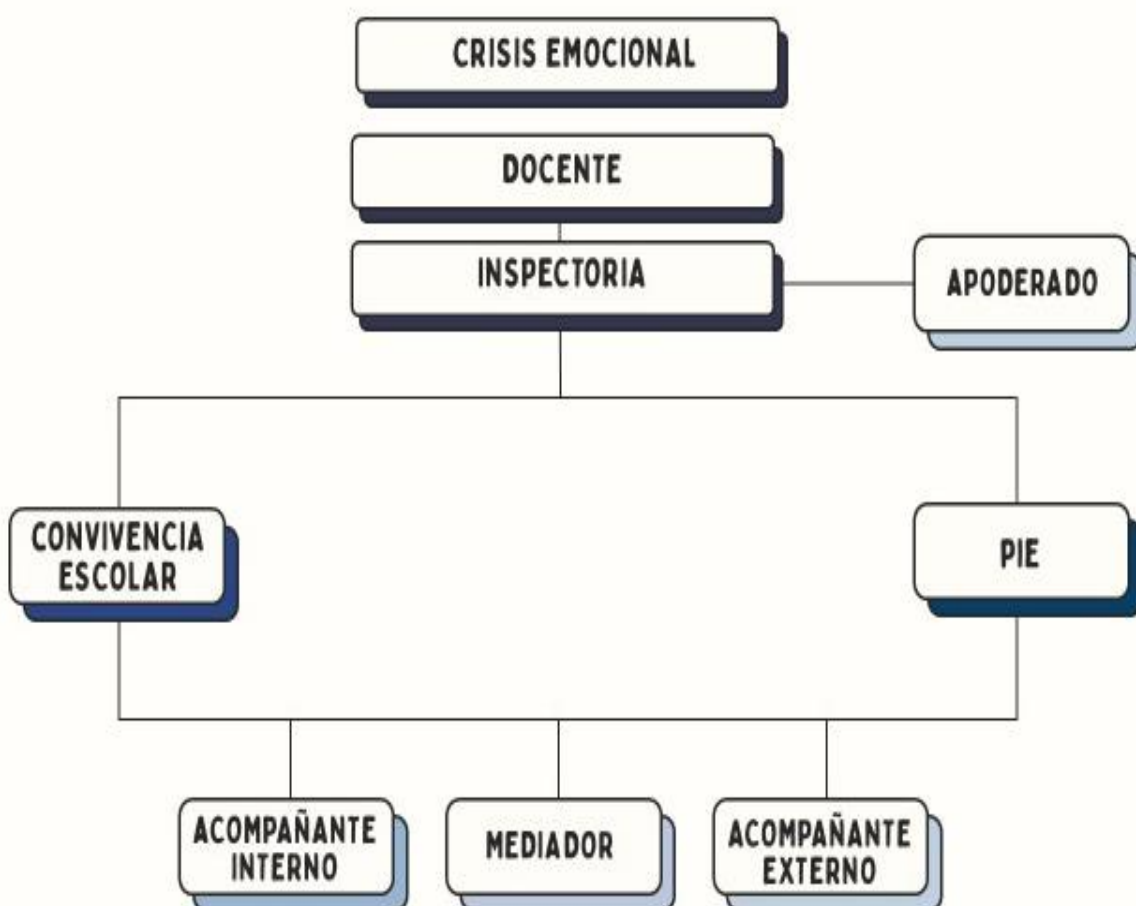 CRISIS EMOCIONAL
DOCENTE
INSPECTORIA
APODERADO
CONVIVENCIA
ESCOLAR
PIE
ACOMPAÑANTE
INTERNO
MEDIADOR
ACOMPAÑANTE
EXTERNO